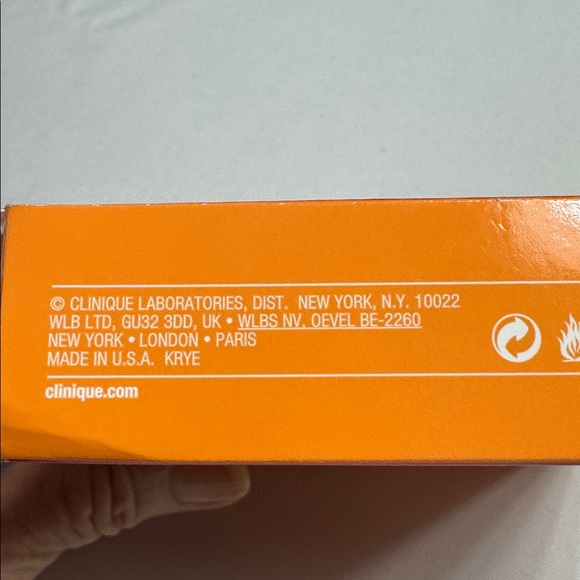 © CLINIQUE LABORATORIES, DIST. NEW YORK, N.Y. 10022
WLB LTD, GU32 3DD, UK • WLBS NV, OEVEL BE-2260
NEW YORK • LONDON • PARIS
MADE IN U.S.A. KRYE
clinique.com